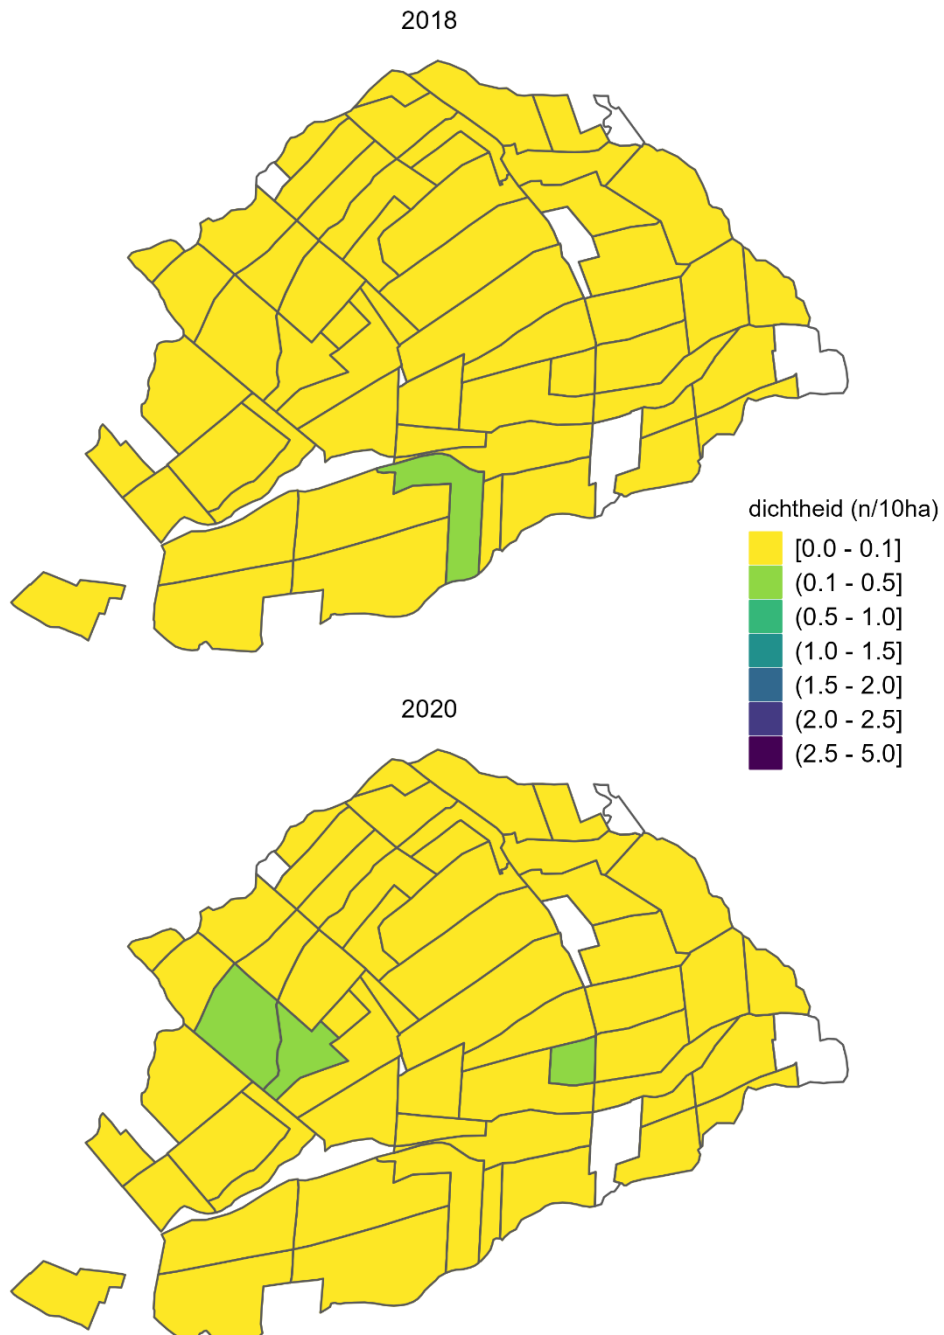 2018
dichtheid (n/10ha)
[0.0 - 0.1]
(0.1 - 0.5]
(0.5 - 1.0]
(1.0 - 1.5]
(1.5 - 2.0]
(2.0 - 2.5]
(2.5 - 5.0]
2020